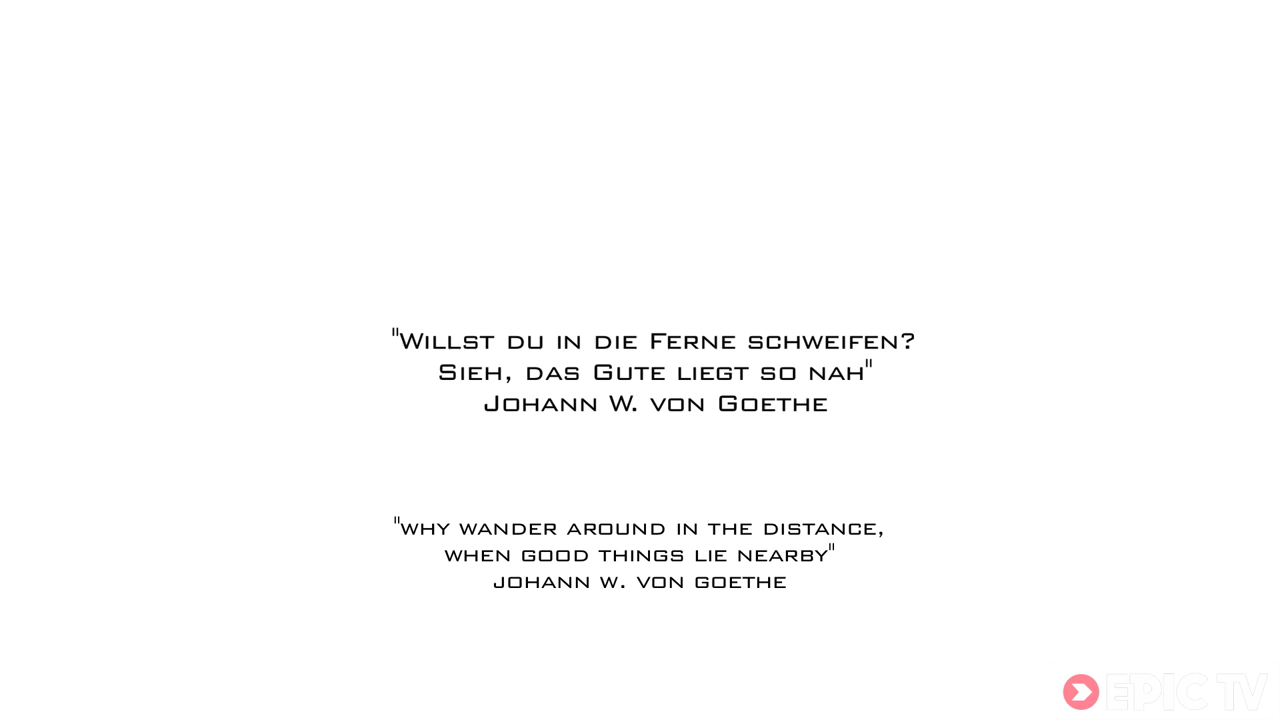 "Willst du in die Ferne schweifen?
Sieh, das Gute liegt so nah"
Johann W. von Goethe
"why wander around in the distance,
when good things lie nearby"
johann w. von goethe
EPIC TV